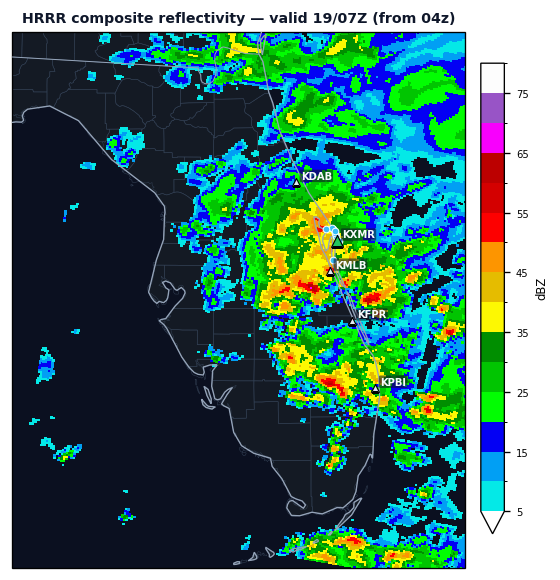 HRRR composite reflectivity — valid 19/07Z (from 04z)
KDAB
KXMR
KMLB
KFPR
KPBI
75
65
55
45
35
25
15
5
dBZ